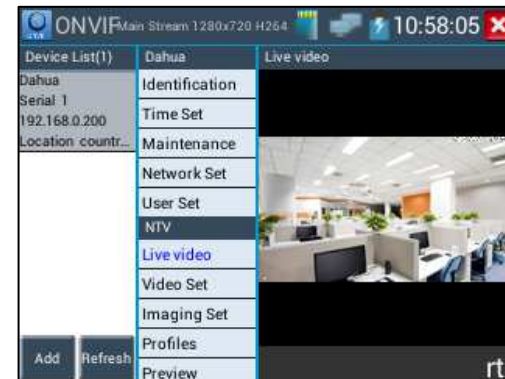 ONVIF Main Stream 1280x720 H264 10:58:05
Device List(1)
Dahua
Serial 1
192.168.0.200
Location countr...
Add
Refresh
Dahua
Identification
Time Set
Maintenance
Network Set
User Set
NTV
Live video
Video Set
Imaging Set
Profiles
Preview
Live video
rt